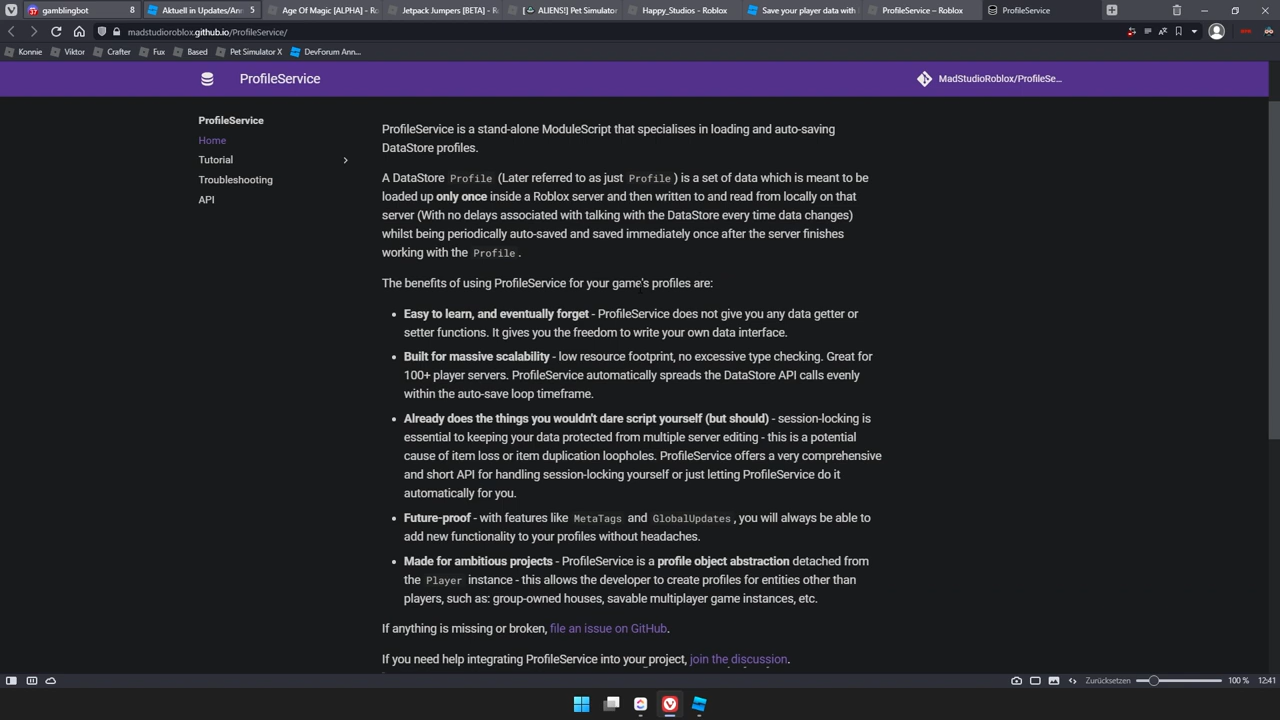 gamblingbot 8
Aktuell in Updates/An 5
Age Of Magic [ALPHA] - Ro
Jetpack Jumpers [BETA] - R
[👽 ALIENS!] Pet Simulator
Happy_Studios - Roblox
Save your player data with
ProfileService – Roblox
ProfileService
madstudioroblox.github.io/ProfileService/
Konnie Viktor Crafter Fux Based Pet Simulator X DevForum Ann...
ProfileService
MadStudioRoblox/ProfileSe...
ProfileService
Home
Tutorial
Troubleshooting
API
ProfileService is a stand-alone ModuleScript that specialises in loading and auto-saving
DataStore profiles.
A DataStore Profile (Later referred to as just Profile) is a set of data which is meant to be
loaded up only once inside a Roblox server and then written to and read from locally on that
server (With no delays associated with talking with the DataStore every time data changes)
whilst being periodically auto-saved and saved immediately once after the server finishes
working with the Profile.
The benefits of using ProfileService for your game's profiles are:
• Easy to learn, and eventually forget - ProfileService does not give you any data getter or
setter functions. It gives you the freedom to write your own data interface.
• Built for massive scalability - low resource footprint, no excessive type checking. Great for
100+ player servers. ProfileService automatically spreads the DataStore API calls evenly
within the auto-save loop timeframe.
• Already does the things you wouldn't dare script yourself (but should) - session-locking is
essential to keeping your data protected from multiple server editing - this is a potential
cause of item loss or item duplication loopholes. ProfileService offers a very comprehensive
and short API for handling session-locking yourself or just letting ProfileService do it
automatically for you.
• Future-proof - with features like MetaTags and GlobalUpdates, you will always be able to
add new functionality to your profiles without headaches.
• Made for ambitious projects - ProfileService is a profile object abstraction detached from
the Player instance - this allows the developer to create profiles for entities other than
players, such as: group-owned houses, savable multiplayer game instances, etc.
If anything is missing or broken, file an issue on GitHub.
If you need help integrating ProfileService into your project, join the discussion.
Zurücksetzen 100 % 12:41